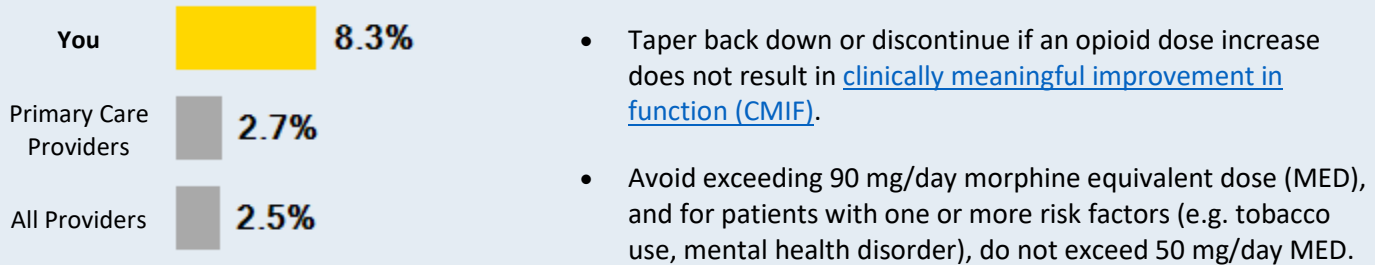 You 8.3%
Primary Care
Providers 2.7%
All Providers 2.5%
• Taper back down or discontinue if an opioid dose increase
does not result in clinically meaningful improvement in
function (CMIF).
• Avoid exceeding 90 mg/day morphine equivalent dose (MED),
and for patients with one or more risk factors (e.g. tobacco
use, mental health disorder), do not exceed 50 mg/day MED.